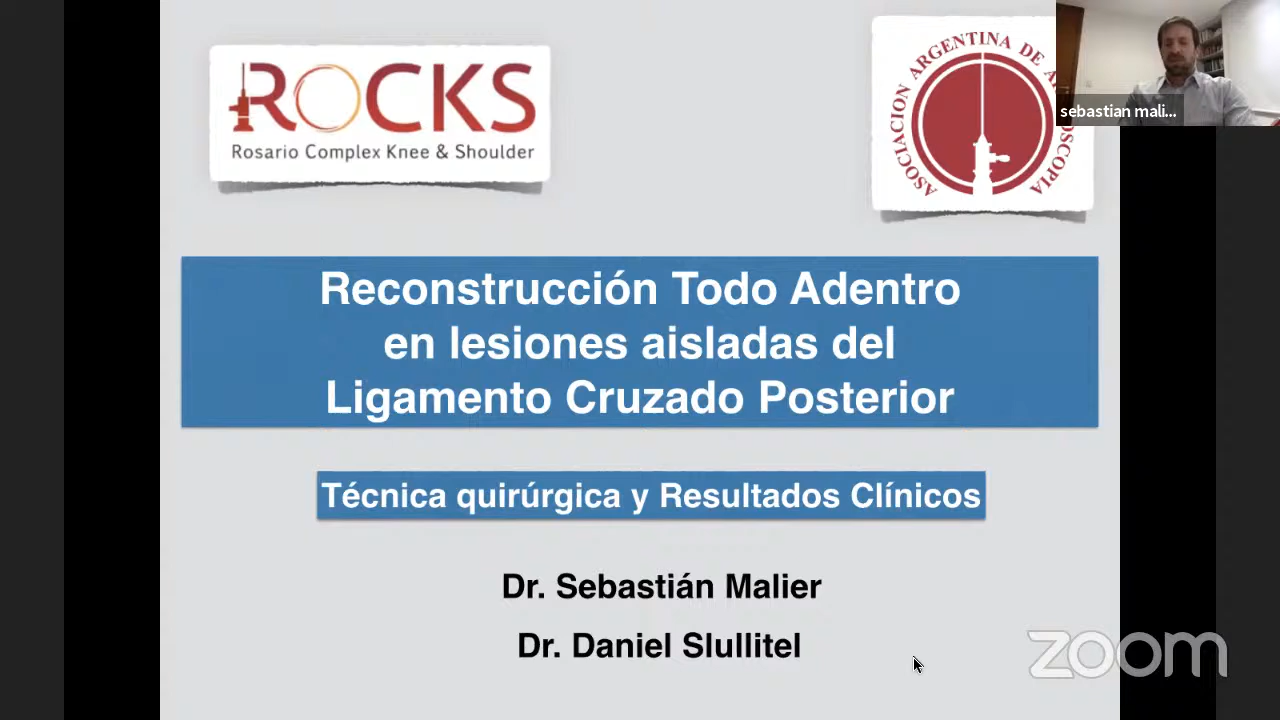 ROCKS
Rosario Complex Knee & Shoulder
ASOCIACION ARGENTINA DE
sebastian mali...
Reconstrucción Todo Adentro
en lesiones aisladas del
Ligamento Cruzado Posterior
Técnica quirúrgica y Resultados Clínicos
Dr. Sebastián Malier
Dr. Daniel Slullitel
zoom